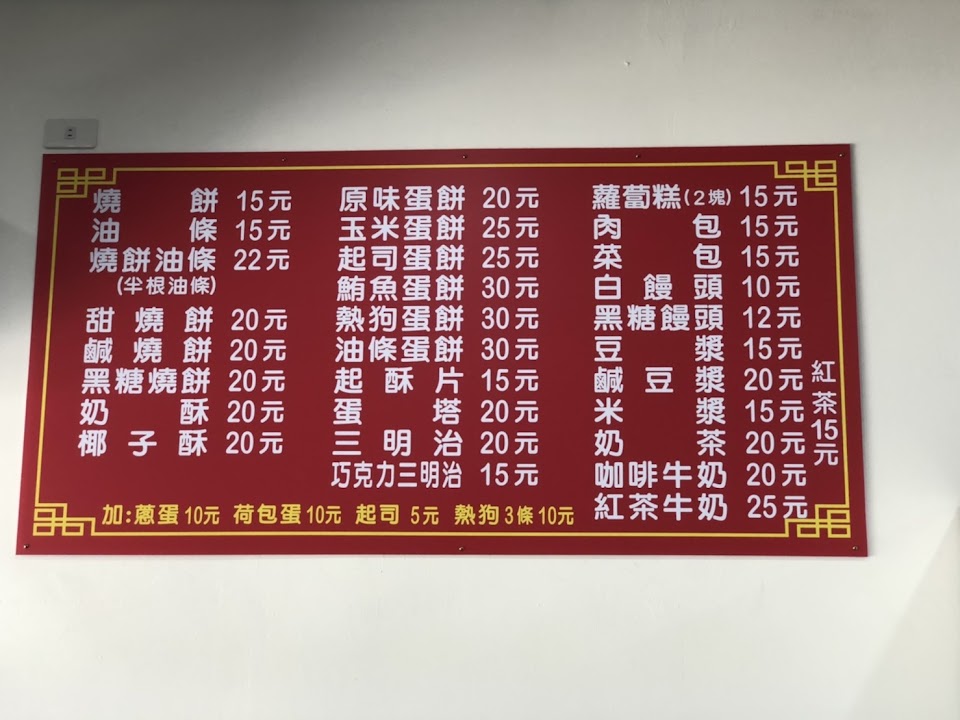 燒餅 15元
油條 15元
燒餅油條 22元
(半根油條)
甜燒餅 20元
鹹燒餅 20元
黑糖燒餅 20元
奶酥 20元
椰子酥 20元
原味蛋餅 20元
玉米蛋餅 25元
起司蛋餅 25元
鮪魚蛋餅 30元
熱狗蛋餅 30元
油條蛋餅 30元
起酥片 15元
蛋塔 20元
三明治 20元
巧克力三明治 15元
蘿蔔糕(2塊) 15元
肉包 15元
菜包 15元
白饅頭 10元
黑糖饅頭 12元
豆漿 15元
鹹豆漿 20元
米漿 15元
奶茶 20元
咖啡牛奶 20元
紅茶牛奶 25元
紅茶15元
加:蔥蛋10元 荷包蛋10元 起司 5元 熱狗3條10元